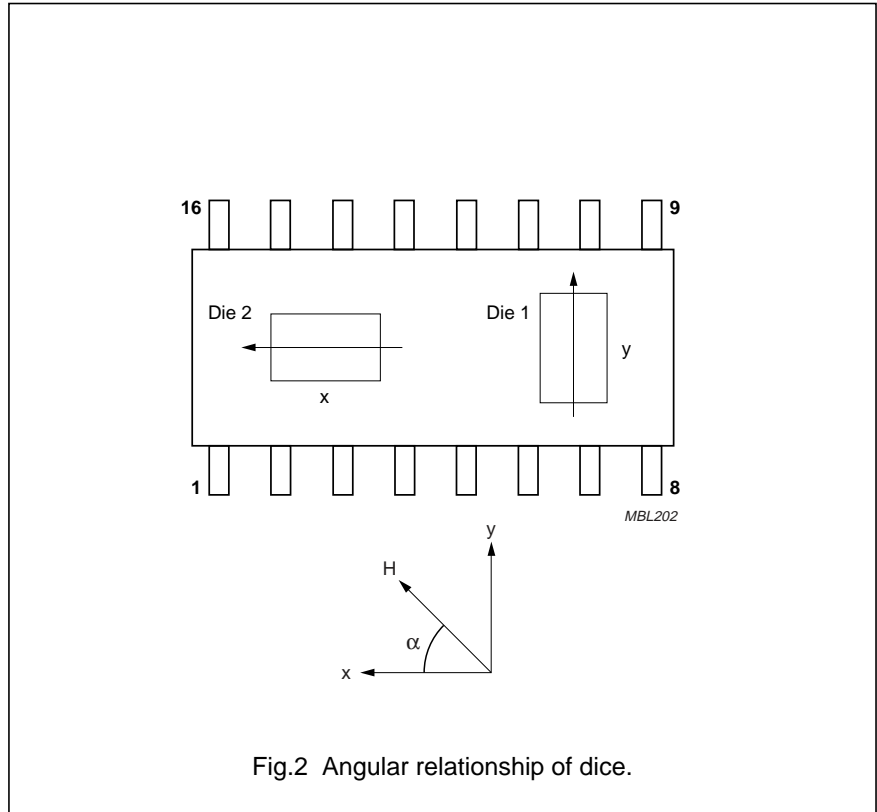 16 9
Die 2 Die 1
y
x
1 8
MBL202
y
H
α
x
Fig.2 Angular relationship of dice.